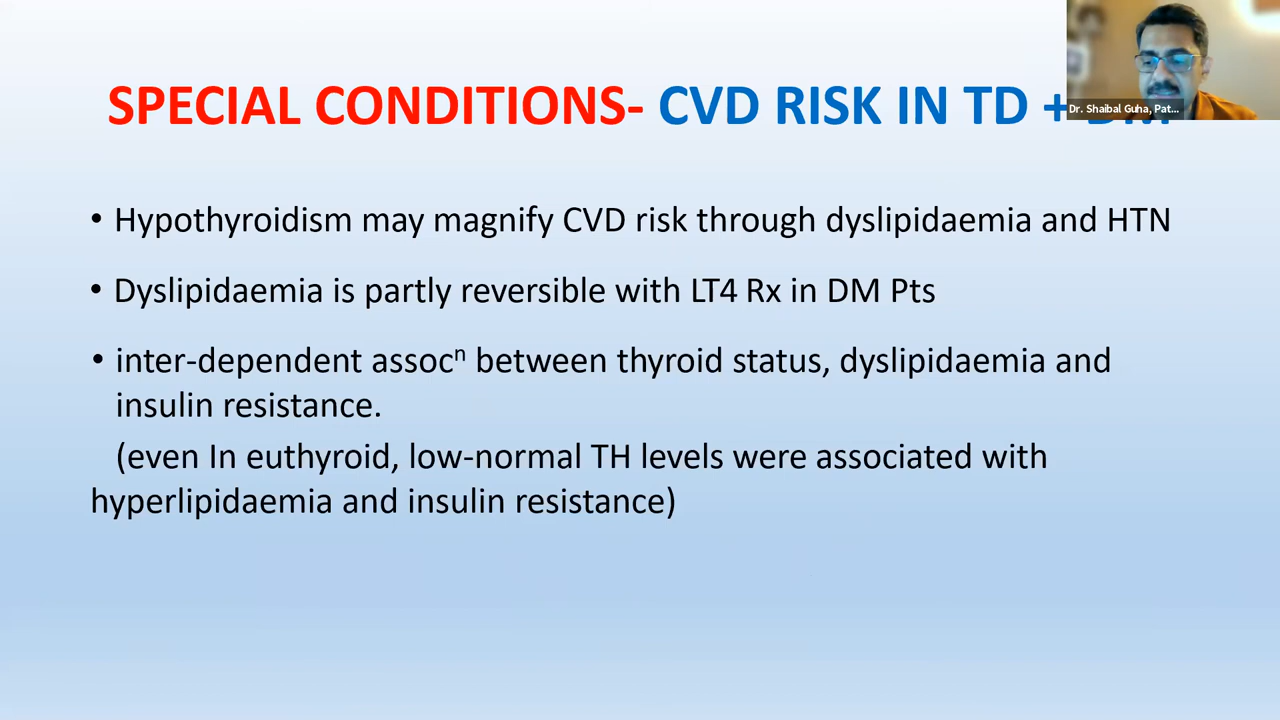 SPECIAL CONDITIONS- CVD RISK IN TD +
Dr. Shaibal Guha, Pat...
• Hypothyroidism may magnify CVD risk through dyslipidaemia and HTN
• Dyslipidaemia is partly reversible with LT4 Rx in DM Pts
• inter-dependent assocⁿ between thyroid status, dyslipidaemia and
insulin resistance.
(even In euthyroid, low-normal TH levels were associated with
hyperlipidaemia and insulin resistance)